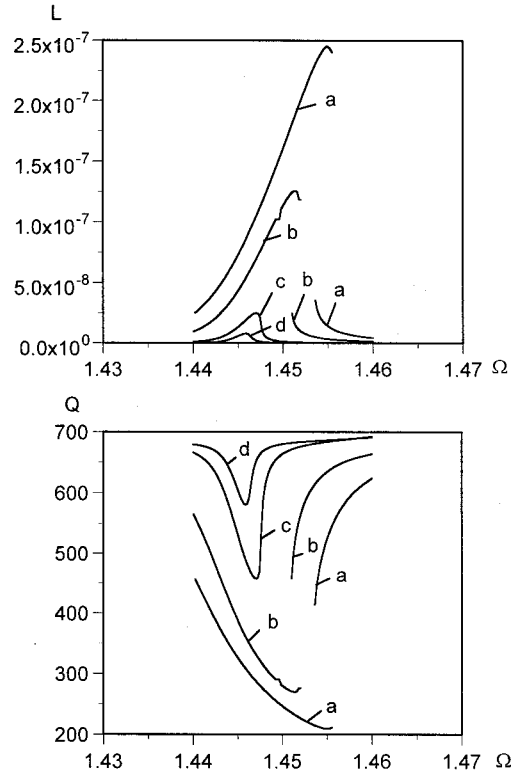 L
2.5x10⁻⁷
2.0x10⁻⁷
1.5x10⁻⁷
1.0x10⁻⁷
5.0x10⁻⁸
0.0x10⁰
a
b
c
d
b
a
1.43 1.44 1.45 1.46 1.47 Ω
Q
700
600
500
400
300
200
d
c
b
a
b
a
1.43 1.44 1.45 1.46 1.47 Ω